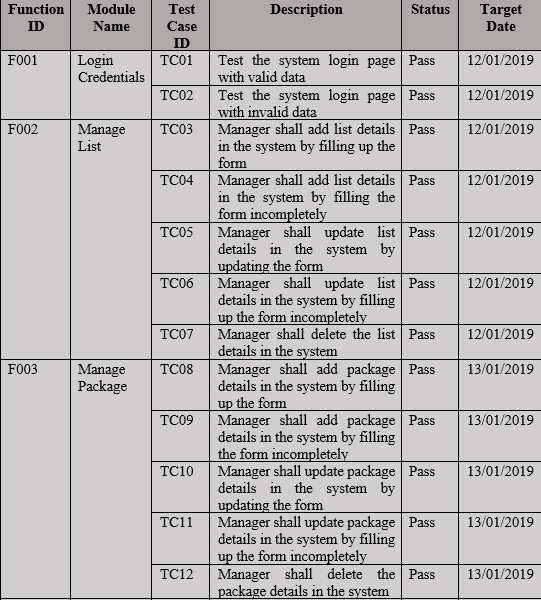 Function Module Test Description Status Target
ID Name Case Date
ID
F001 Login TC01 Test the system login page Pass 12/01/2019
Credentials with valid data
TC02 Test the system login page Pass 12/01/2019
with invalid data
F002 Manage TC03 Manager shall add list details Pass 12/01/2019
List in the system by filling up the
form
TC04 Manager shall add list details Pass 12/01/2019
in the system by filling the
form incompletely
TC05 Manager shall update list Pass 12/01/2019
details in the system by
updating the form
TC06 Manager shall update list Pass 12/01/2019
details in the system by filling
up the form incompletely
TC07 Manager shall delete the list Pass 12/01/2019
details in the system
F003 Manage TC08 Manager shall add package Pass 13/01/2019
Package details in the system by filling
up the form
TC09 Manager shall add package Pass 13/01/2019
details in the system by filling
the form incompletely
TC10 Manager shall update package Pass 13/01/2019
details in the system by
updating the form
TC11 Manager shall update package Pass 13/01/2019
details in the system by filling
up the form incompletely
TC12 Manager shall delete the Pass 13/01/2019
package details in the system